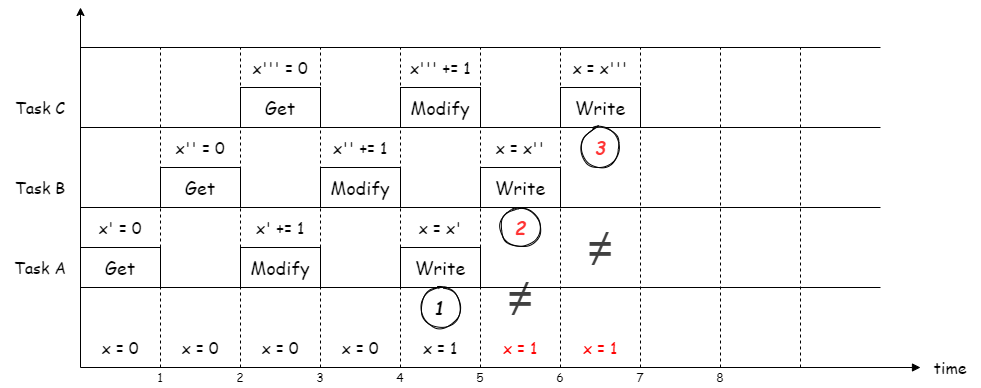 x''' = 0 x''' += 1 x = x'''
Task C Get Modify Write
x'' = 0 x'' += 1 x = x'' 3
Task B Get Modify Write
x' = 0 x' += 1 x = x' 2
≠
Task A Get Modify Write
≠
1
x = 0 x = 0 x = 0 x = 0 x = 1 x = 1 x = 1
time
1 2 3 4 5 6 7 8